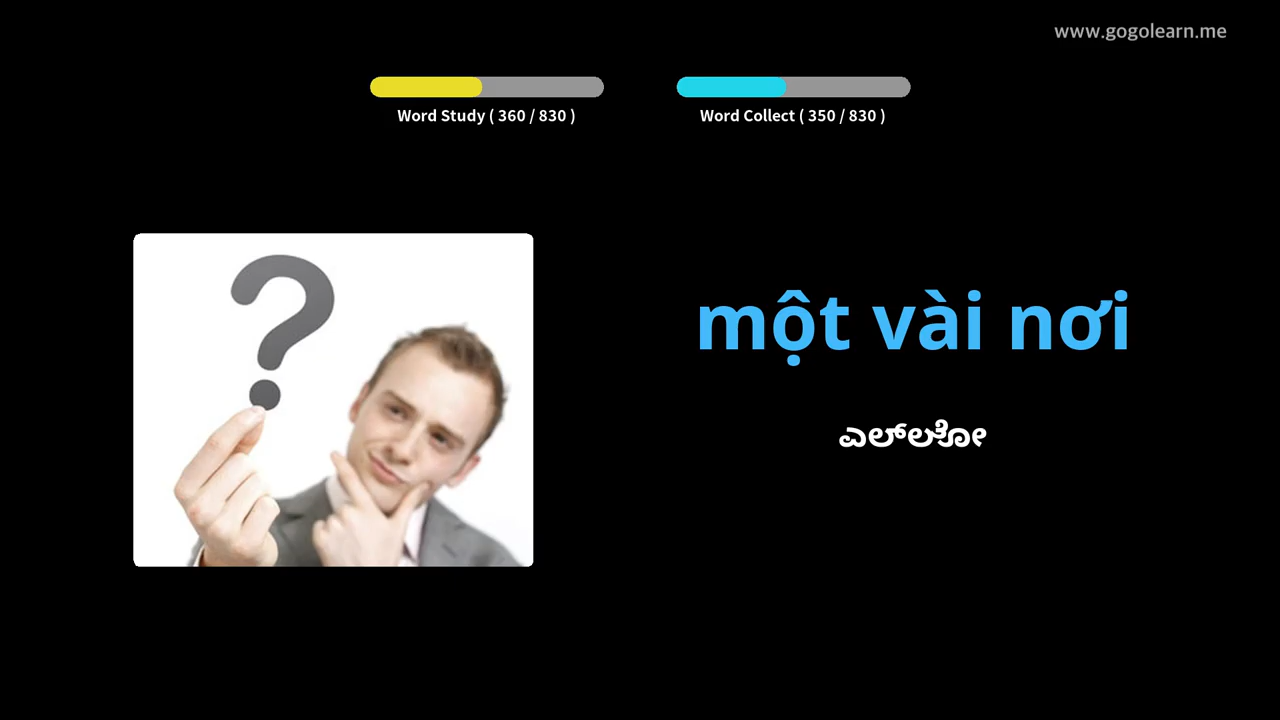 www.gogolearn.me
Word Study ( 360 / 830 )
Word Collect ( 350 / 830 )
một vài nơi
ಎಲ್ಲೋ